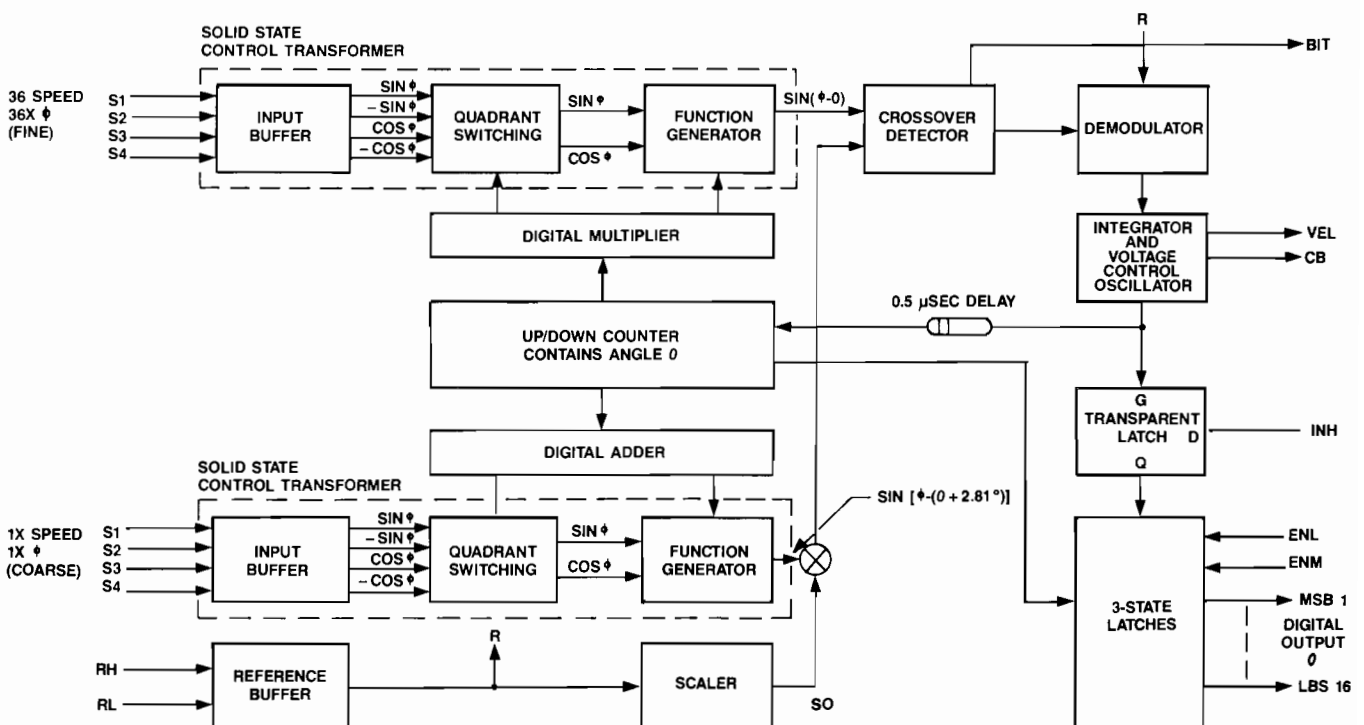 SOLID STATE
CONTROL TRANSFORMER
36 SPEED
36X ϕ
(FINE)
S1
S2
S3
S4
INPUT
BUFFER
SIN ϕ
– SIN ϕ
COS ϕ
– COS ϕ
QUADRANT
SWITCHING
SIN ϕ
COS ϕ
FUNCTION
GENERATOR
SIN(ϕ-0)
CROSSOVER
DETECTOR
R
BIT
DEMODULATOR
DIGITAL MULTIPLIER
INTEGRATOR
AND
VOLTAGE
CONTROL
OSCILLATOR
VEL
CB
0.5 µSEC DELAY
UP/DOWN COUNTER
CONTAINS ANGLE 0
G
TRANSPARENT
LATCH D
Q
INH
DIGITAL ADDER
SOLID STATE
CONTROL TRANSFORMER
SIN [ϕ-(0 + 2.81°)]
1X SPEED
1X ϕ
(COARSE)
S1
S2
S3
S4
INPUT
BUFFER
SIN ϕ
– SIN ϕ
COS ϕ
– COS ϕ
QUADRANT
SWITCHING
SIN ϕ
COS ϕ
FUNCTION
GENERATOR
ENL
ENM
3-STATE
LATCHES
MSB 1
DIGITAL
OUTPUT
0
LBS 16
RH
RL
REFERENCE
BUFFER
R
SCALER
SO